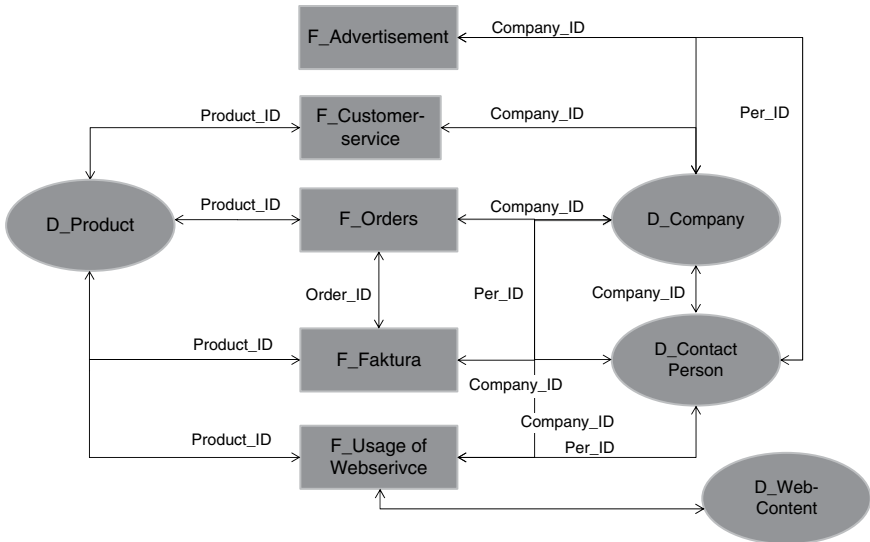 Company_ID
F_Advertisement
Per_ID
Product_ID
F_Customer-
service
Company_ID
Product_ID
F_Orders
Company_ID
D_Product
D_Company
Order_ID
Per_ID
Company_ID
Product_ID
F_Faktura
D_Contact
Person
Company_ID
Company_ID
Product_ID
F_Usage of
Webserivce
Per_ID
D_Web-
Content